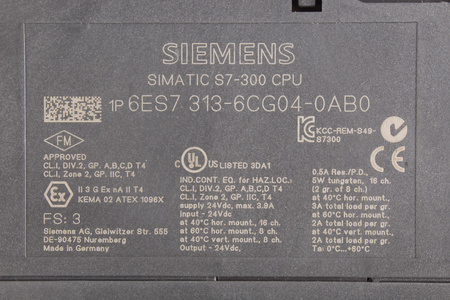 SIEMENS
SIMATIC S7-300 CPU
1P 6ES7 313-6CG04-0AB0
KCC-REM-S49-
S7300
FM
APPROVED
CL.I, DIV.2, GP. A,B,C,D T4
CL.I, Zone 2, GP. IIC, T4
Ex II 3 G Ex nA II T4
KEMA 02 ATEX 1096X
FS: 3
Siemens AG, Gleiwitzer Str. 555
DE-90475 Nuremberg
Made in Germany
C UL US LISTED 3DA1
IND.CONT. EQ. for HAZ.LOC.:
CL.I, DIV.2, GP. A,B,C,D T4
CL.I, Zone 2, GP. IIC, T4
supply 24Vdc, max. 3.9A
Input - 24Vdc,
at 40°C hor. mount., 16 ch.
at 60°C hor. mount., 8 ch.
at 40°C vert. mount., 8 ch.
Output - 24Vdc,
CE
0.5A Res./P.D.,
5W tungsten, 16 ch.
(2 gr. of 8 ch.)
at 40°C hor. mount.,
3A total load per gr.
at 60°C hor. mount.,
2A total load per gr.
at 40°C vert. mount.
2A total load per gr.
Ta: 0°C...+60°C